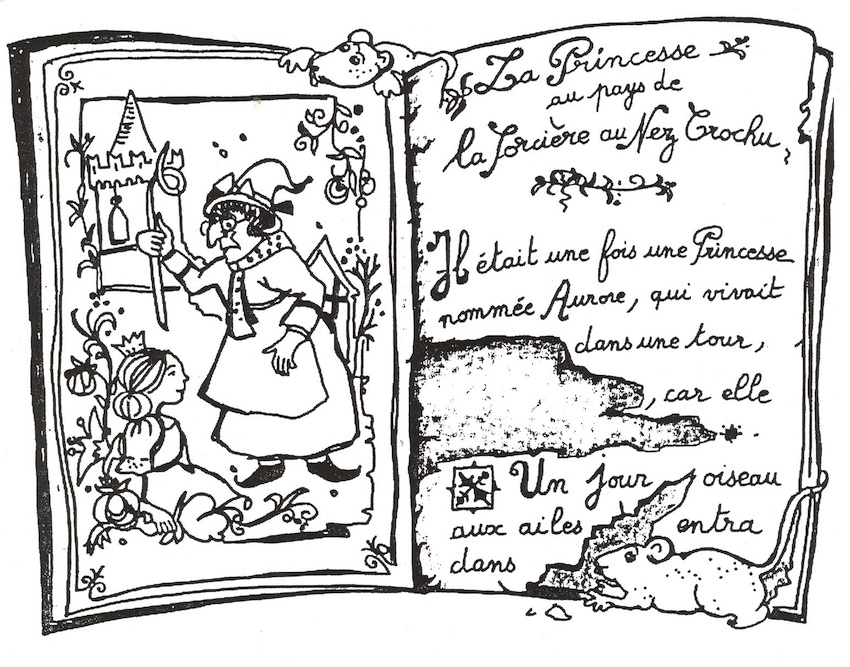 La Princesse
au pays de
la Sorcière au Nez Crochu
Il était une fois une Princesse
nommée Aurore, qui vivait
dans une tour,
, car elle
.
Un jour oiseau
aux ailes entra
dans